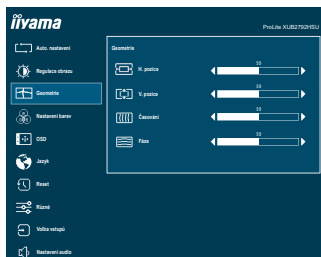 iiyama
ProLite XUB2792HSU
Auto. nastavení
Regulace obrazu
Geometrie
Nastavení barev
OSD
Jazyk
Reset
Různé
Volba vstupů
Nastavení audio
Geometrie
H. pozice
50
V. pozice
50
Časování
50
Fáze
50